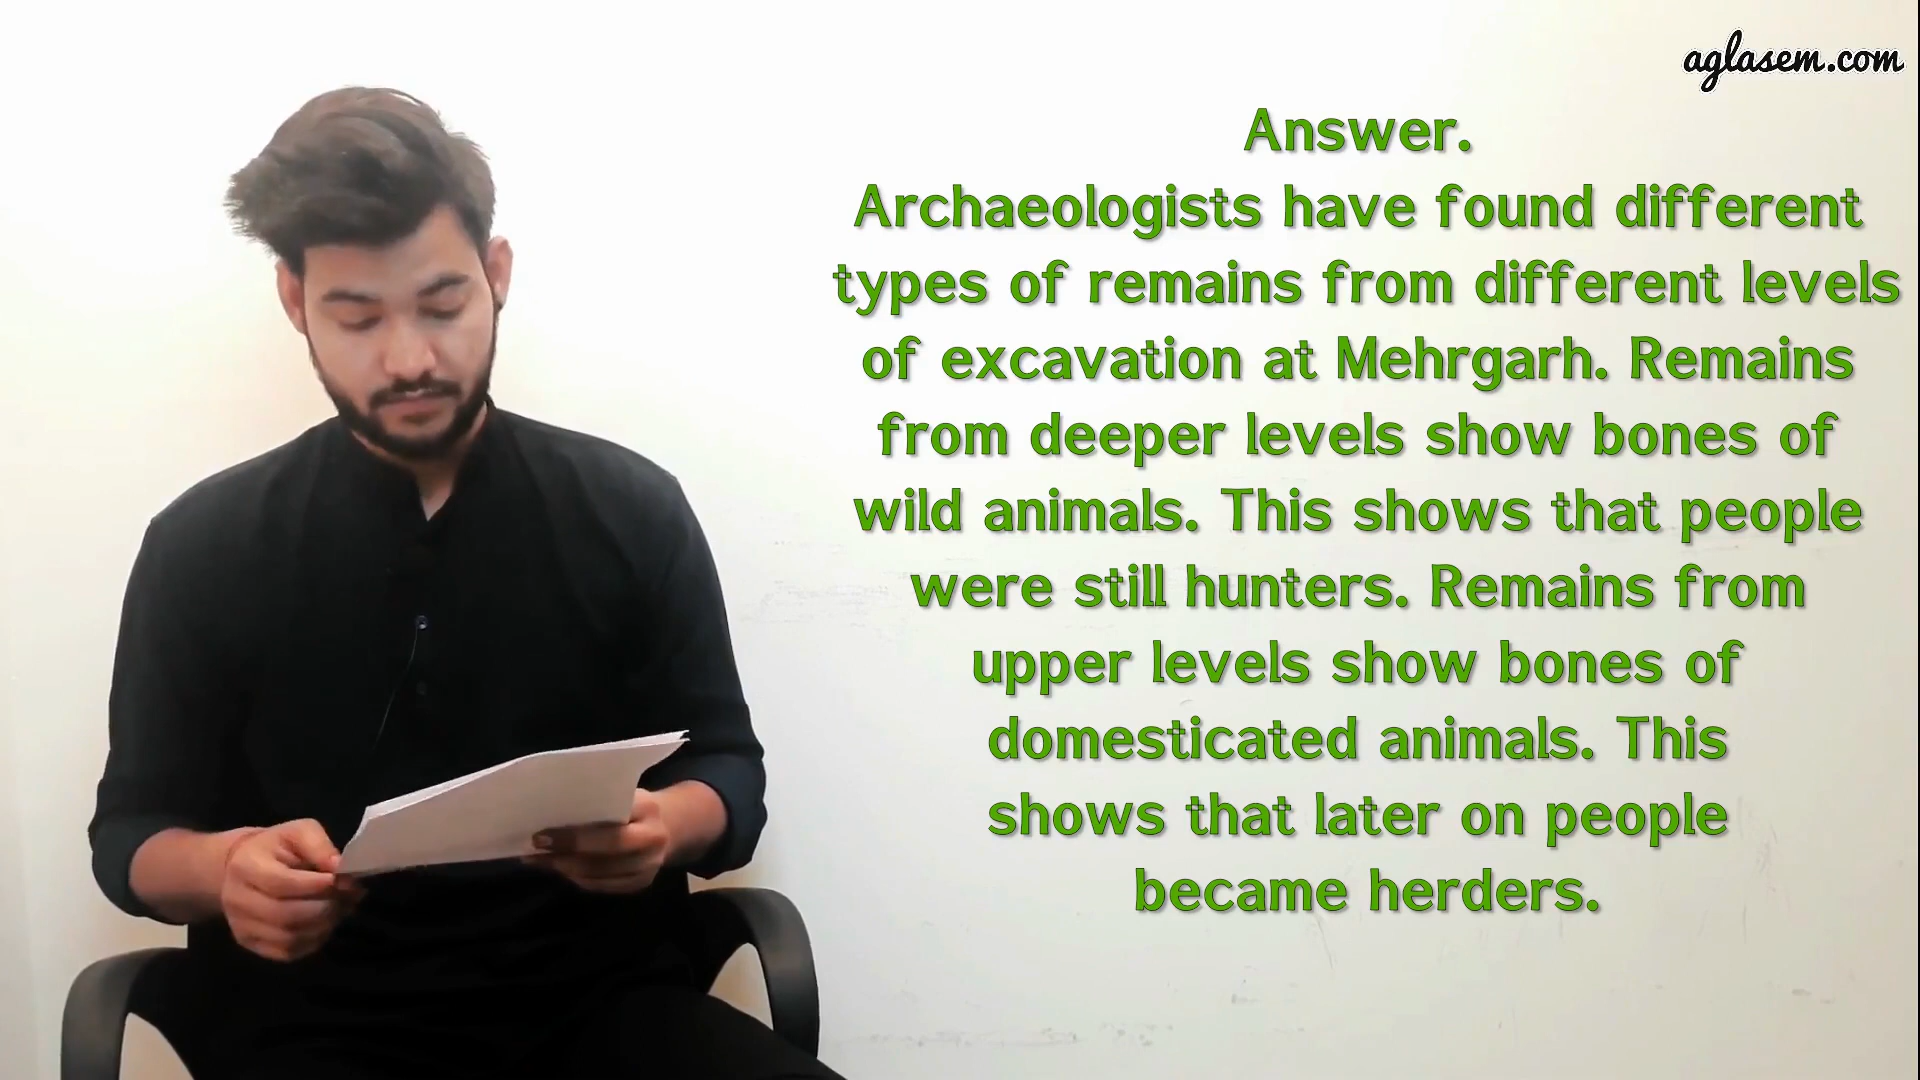 aglasem.com
Answer.
Archaeologists have found different
types of remains from different levels
of excavation at Mehrgarh. Remains
from deeper levels show bones of
wild animals. This shows that people
were still hunters. Remains from
upper levels show bones of
domesticated animals. This
shows that later on people
became herders.